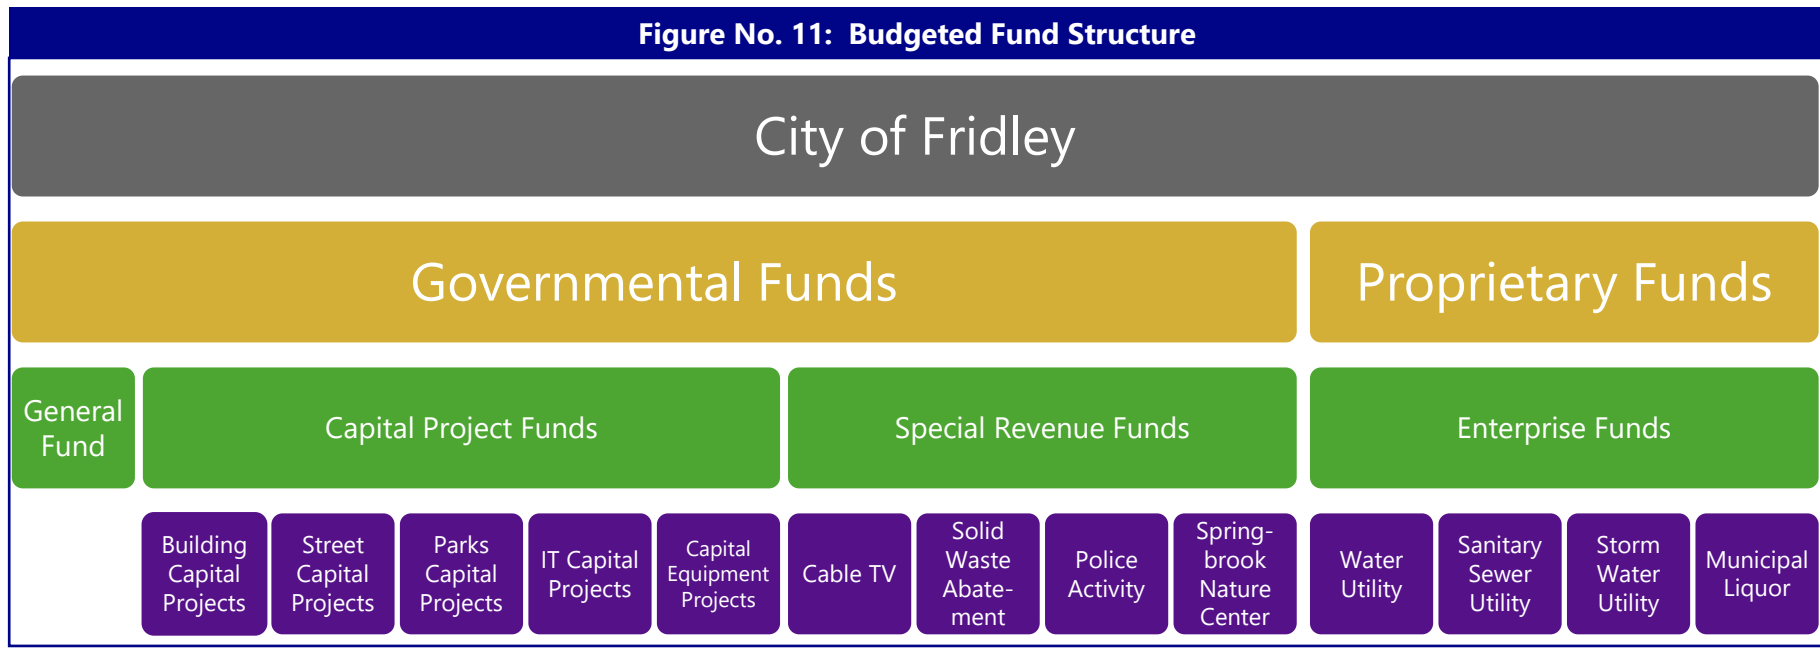 Figure No. 11:  Budgeted Fund Structure
City of Fridley
Governmental Funds
Proprietary Funds
General
Fund
Capital Project Funds
Special Revenue Funds
Enterprise Funds
Building
Capital
Projects
Street
Capital
Projects
Parks
Capital
Projects
IT Capital
Projects
Capital
Equipment
Projects
Cable TV
Solid
Waste
Abate-
ment
Police
Activity
Spring-
brook
Nature
Center
Water
Utility
Sanitary
Sewer
Utility
Storm
Water
Utility
Municipal
Liquor